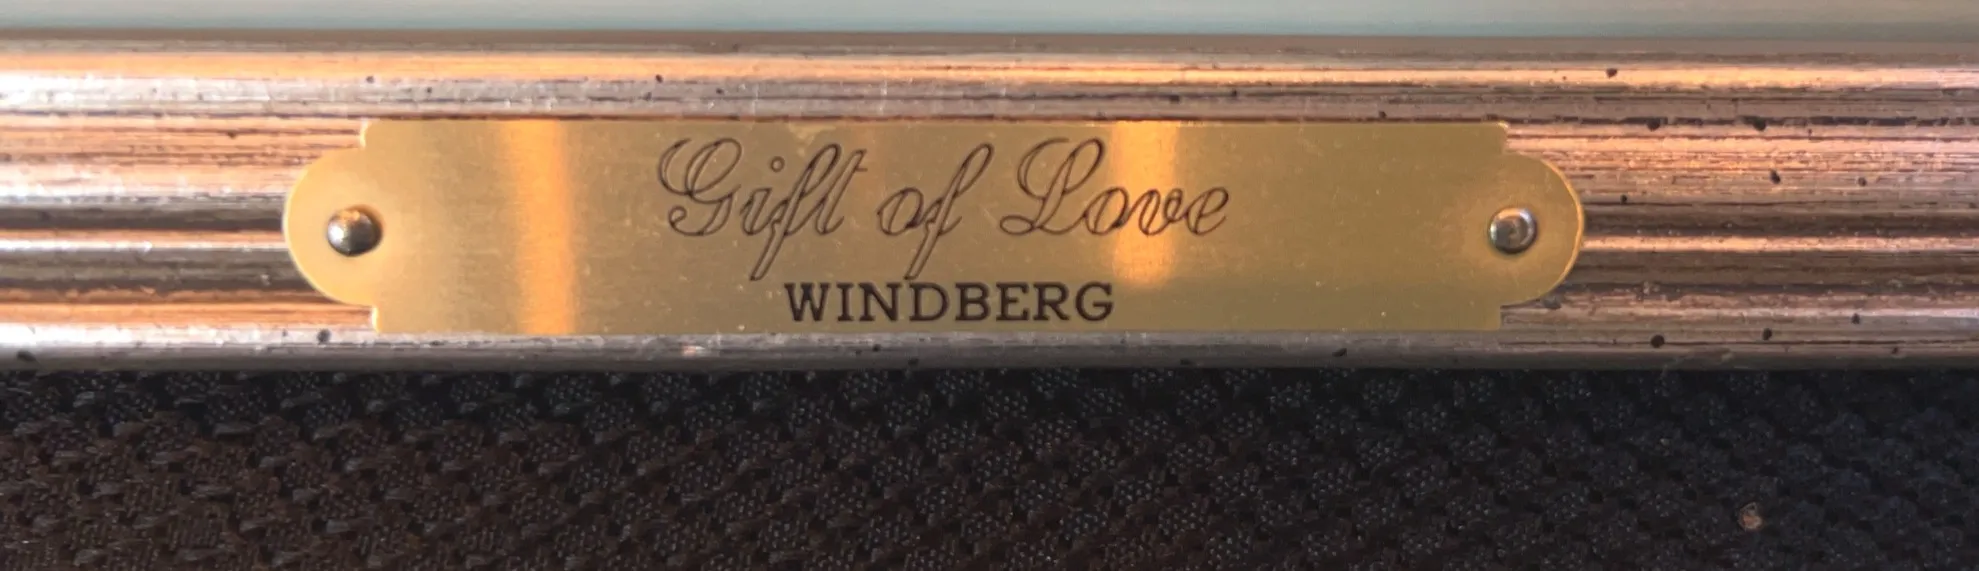 Gift of Love
WINDBERG